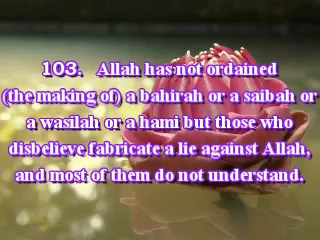 103. Allah has not ordained
(the making of) a bahirah or a saibah or
a wasilah or a hami but those who
disbelieve fabricate a lie against Allah,
and most of them do not understand.